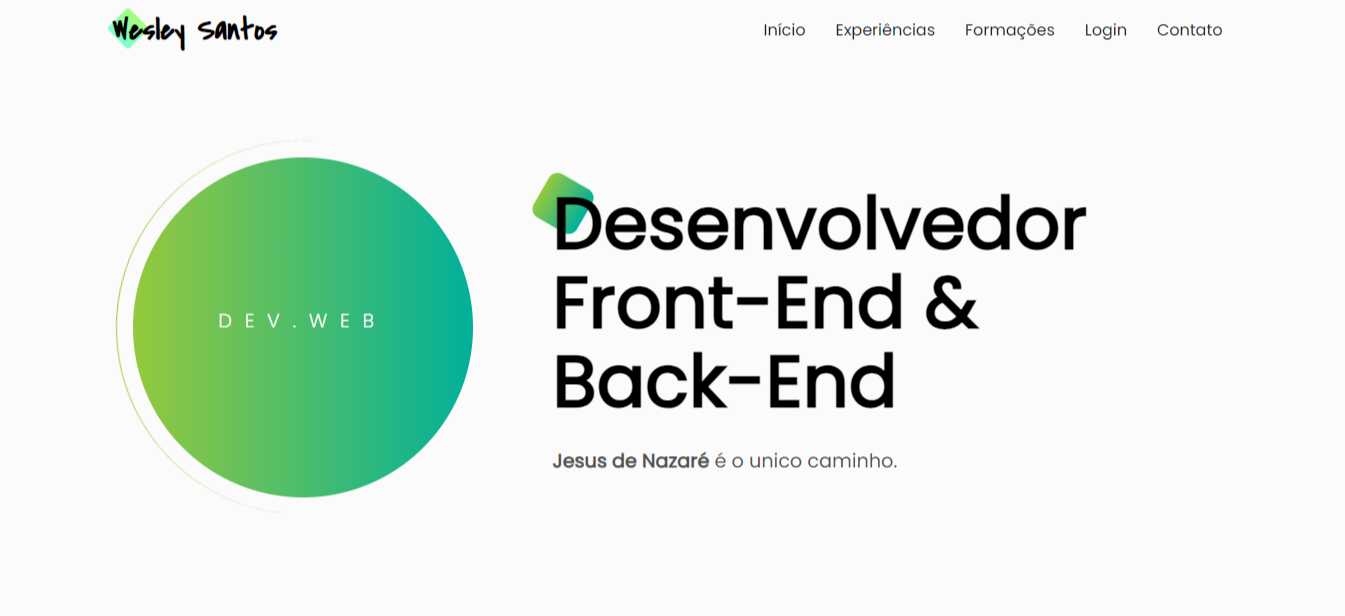 Wesley Santos
Início Experiências Formações Login Contato
DEV.WEB
Desenvolvedor
Front-End &
Back-End
Jesus de Nazaré é o unico caminho.